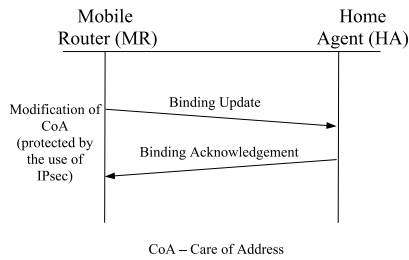 Mobile
Router (MR)
Home
Agent (HA)
Modification of
CoA
(protected by
the use of
IPsec)
Binding Update
Binding Acknowledgement
CoA – Care of Address